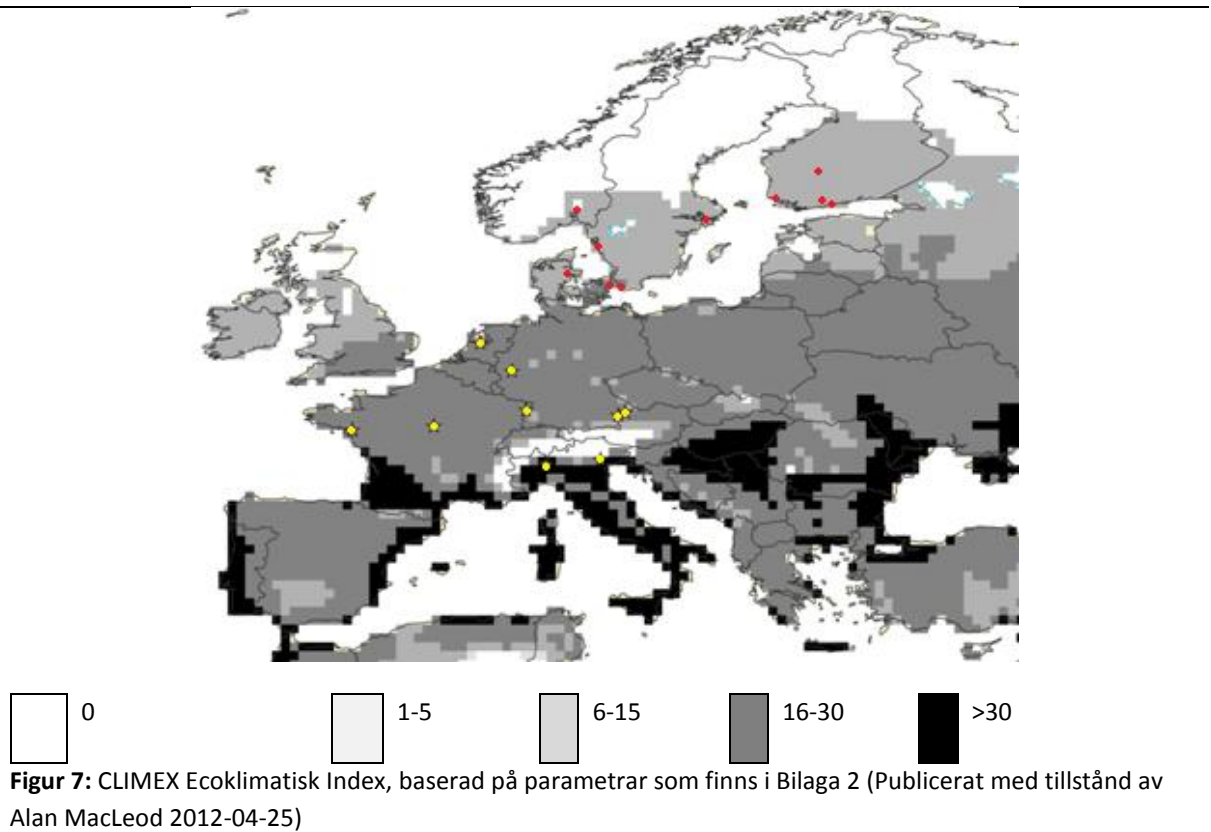 0
1-5
6-15
16-30
>30
Figur 7: CLIMEX Ecoklimatisk Index, baserad på parametrar som finns i Bilaga 2 (Publicerat med tillstånd av
Alan MacLeod 2012-04-25)